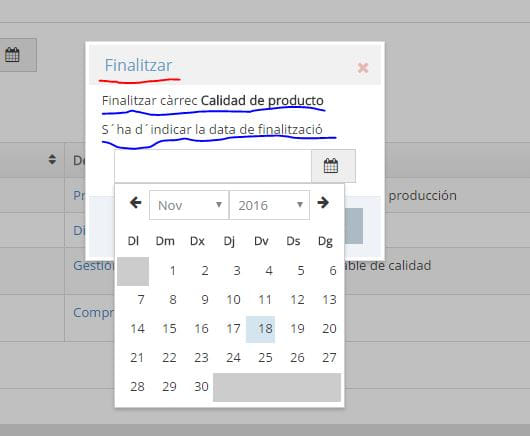 Finalitzar
Finalitzar càrrec Calidad de producto
S´ha d´indicar la data de finalització
De
Pr producción
Di
Gestió ble de calidad
Compr
Nov 2016
Dl Dm Dx Dj Dv Ds Dg
1 2 3 4 5 6
7 8 9 10 11 12 13
14 15 16 17 18 19 20
21 22 23 24 25 26 27
28 29 30